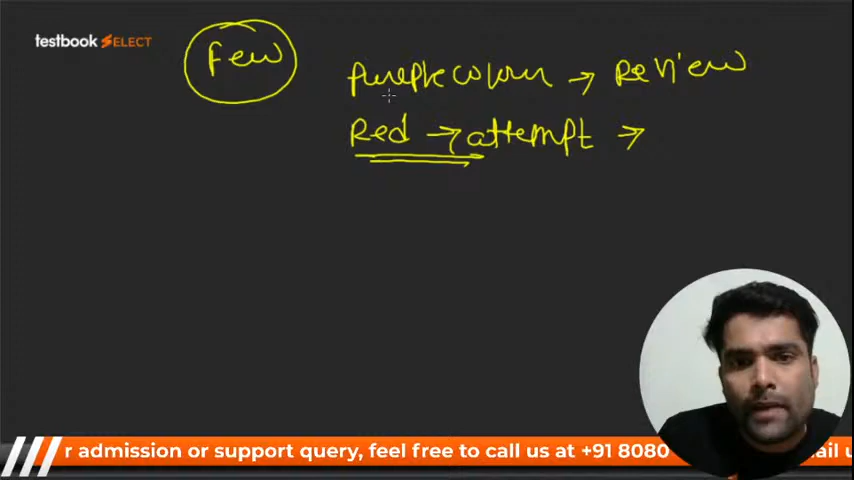 testbook SELECT
few
purple colour → Review
Red → attempt →
r admission or support query, feel free to call us at +91 8080
ail u